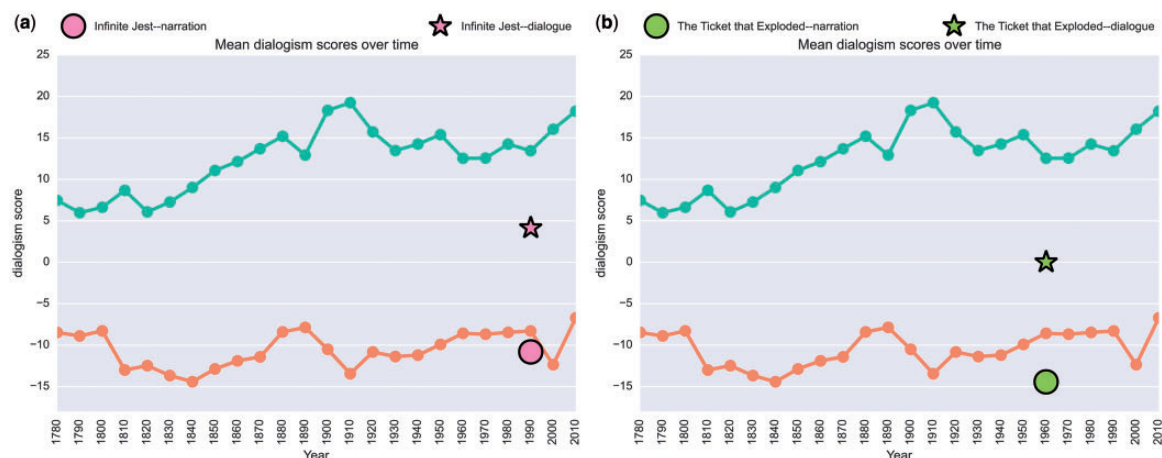 (a) Infinite Jest--narration Infinite Jest--dialogue
Mean dialogism scores over time
25
20
15
10
5
0
−5
−10
−15
dialogism score
1780 1790 1800 1810 1820 1830 1840 1850 1860 1870 1880 1890 1900 1910 1920 1930 1940 1950 1960 1970 1980 1990 2000 2010
Year
(b) The Ticket that Exploded--narration The Ticket that Exploded--dialogue
Mean dialogism scores over time
25
20
15
10
5
0
−5
−10
−15
dialogism score
1780 1790 1800 1810 1820 1830 1840 1850 1860 1870 1880 1890 1900 1910 1920 1930 1940 1950 1960 1970 1980 1990 2000 2010
Year